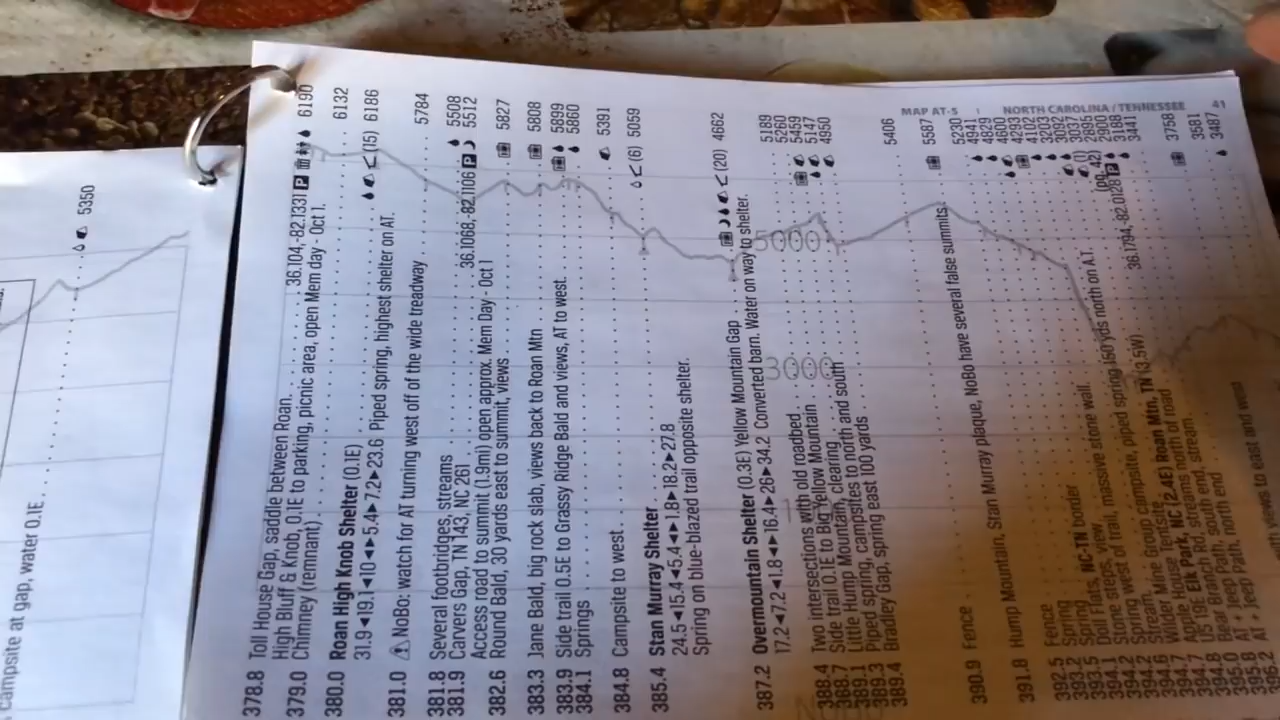 Campsite at gap, water 0.1E 5350
MAP AT-5 NORTH CAROLINA / TENNESSEE 41
378.8 Toll House Gap, saddle between Roan 36.104,-82.1331 P 6190
High Bluff & Knob, 0.1E to parking, picnic area, open Mem day - Oct 1.
379.0 Chimney (remnant) 6132
380.0 Roan High Knob Shelter (0.1E) (15) 6186
31.9◄19.1◄10◄►5.4►7.2►23.6 Piped spring, highest shelter on AT.
381.0 NoBo: watch for AT turning west off of the wide treadway 5784
381.8 Several footbridges, streams 5508
381.9 Carvers Gap, TN 143, NC 261 36.1068,-82.1106 P 5512
Access road to summit (1.9mi) open approx. Mem Day - Oct 1
382.6 Round Bald, 30 yards east to summit, views 5827
383.3 Jane Bald, big rock slab, views back to Roan Mtn 5808
383.9 Side trail 0.5E to Grassy Ridge Bald and views, AT to west. 5899
384.1 Springs 5860
384.8 Campsite to west 5391
385.4 Stan Murray Shelter (6) 5059
24.5◄15.4◄5.4◄►1.8►18.2►27.8
Spring on blue-blazed trail opposite shelter.
387.2 Overmountain Shelter (0.3E) Yellow Mountain Gap (20) 4662
17.2◄7.2◄1.8◄►16.4►26►34.2 Converted barn. Water on way to shelter.
5000
3000
388.4 Two intersections with old roadbed 5189
388.7 Side trail 0.1E to Big Yellow Mountain 5260
389.1 Little Hump Mountain, clearing 5459
389.3 Piped spring, campsites to north and south 5147
389.4 Bradley Gap, spring east 100 yards 4950
390.9 Fence 5406
391.8 Hump Mountain, Stan Murray plaque, NoBo have several false summits 5587
392.5 Fence 5230
393.2 Spring 4941
Spring, NC-TN border 4829
393.5 Doll Flats, view 4600
394.1 Stone steps, view 4293
394.2 Spring west of trail, massive stone wall. 4102
Stream
394.6 Wilder Mine Group campsite, piped spring 150 yds north on A.T.
394.7 Apple House Tentsite
US 19E, Elk Park, NC (2.4E) Roan Mtn, TN (3.5W) 36.1794,-82.0128 P (pg. 42)
394.8 Bear Branch Rd, streams north of road
395.0 AT + Jeep Path, south end, stream
395.8 AT + Jeep Path, north end
396.2
views to east and west
3441
3758
3581
3487